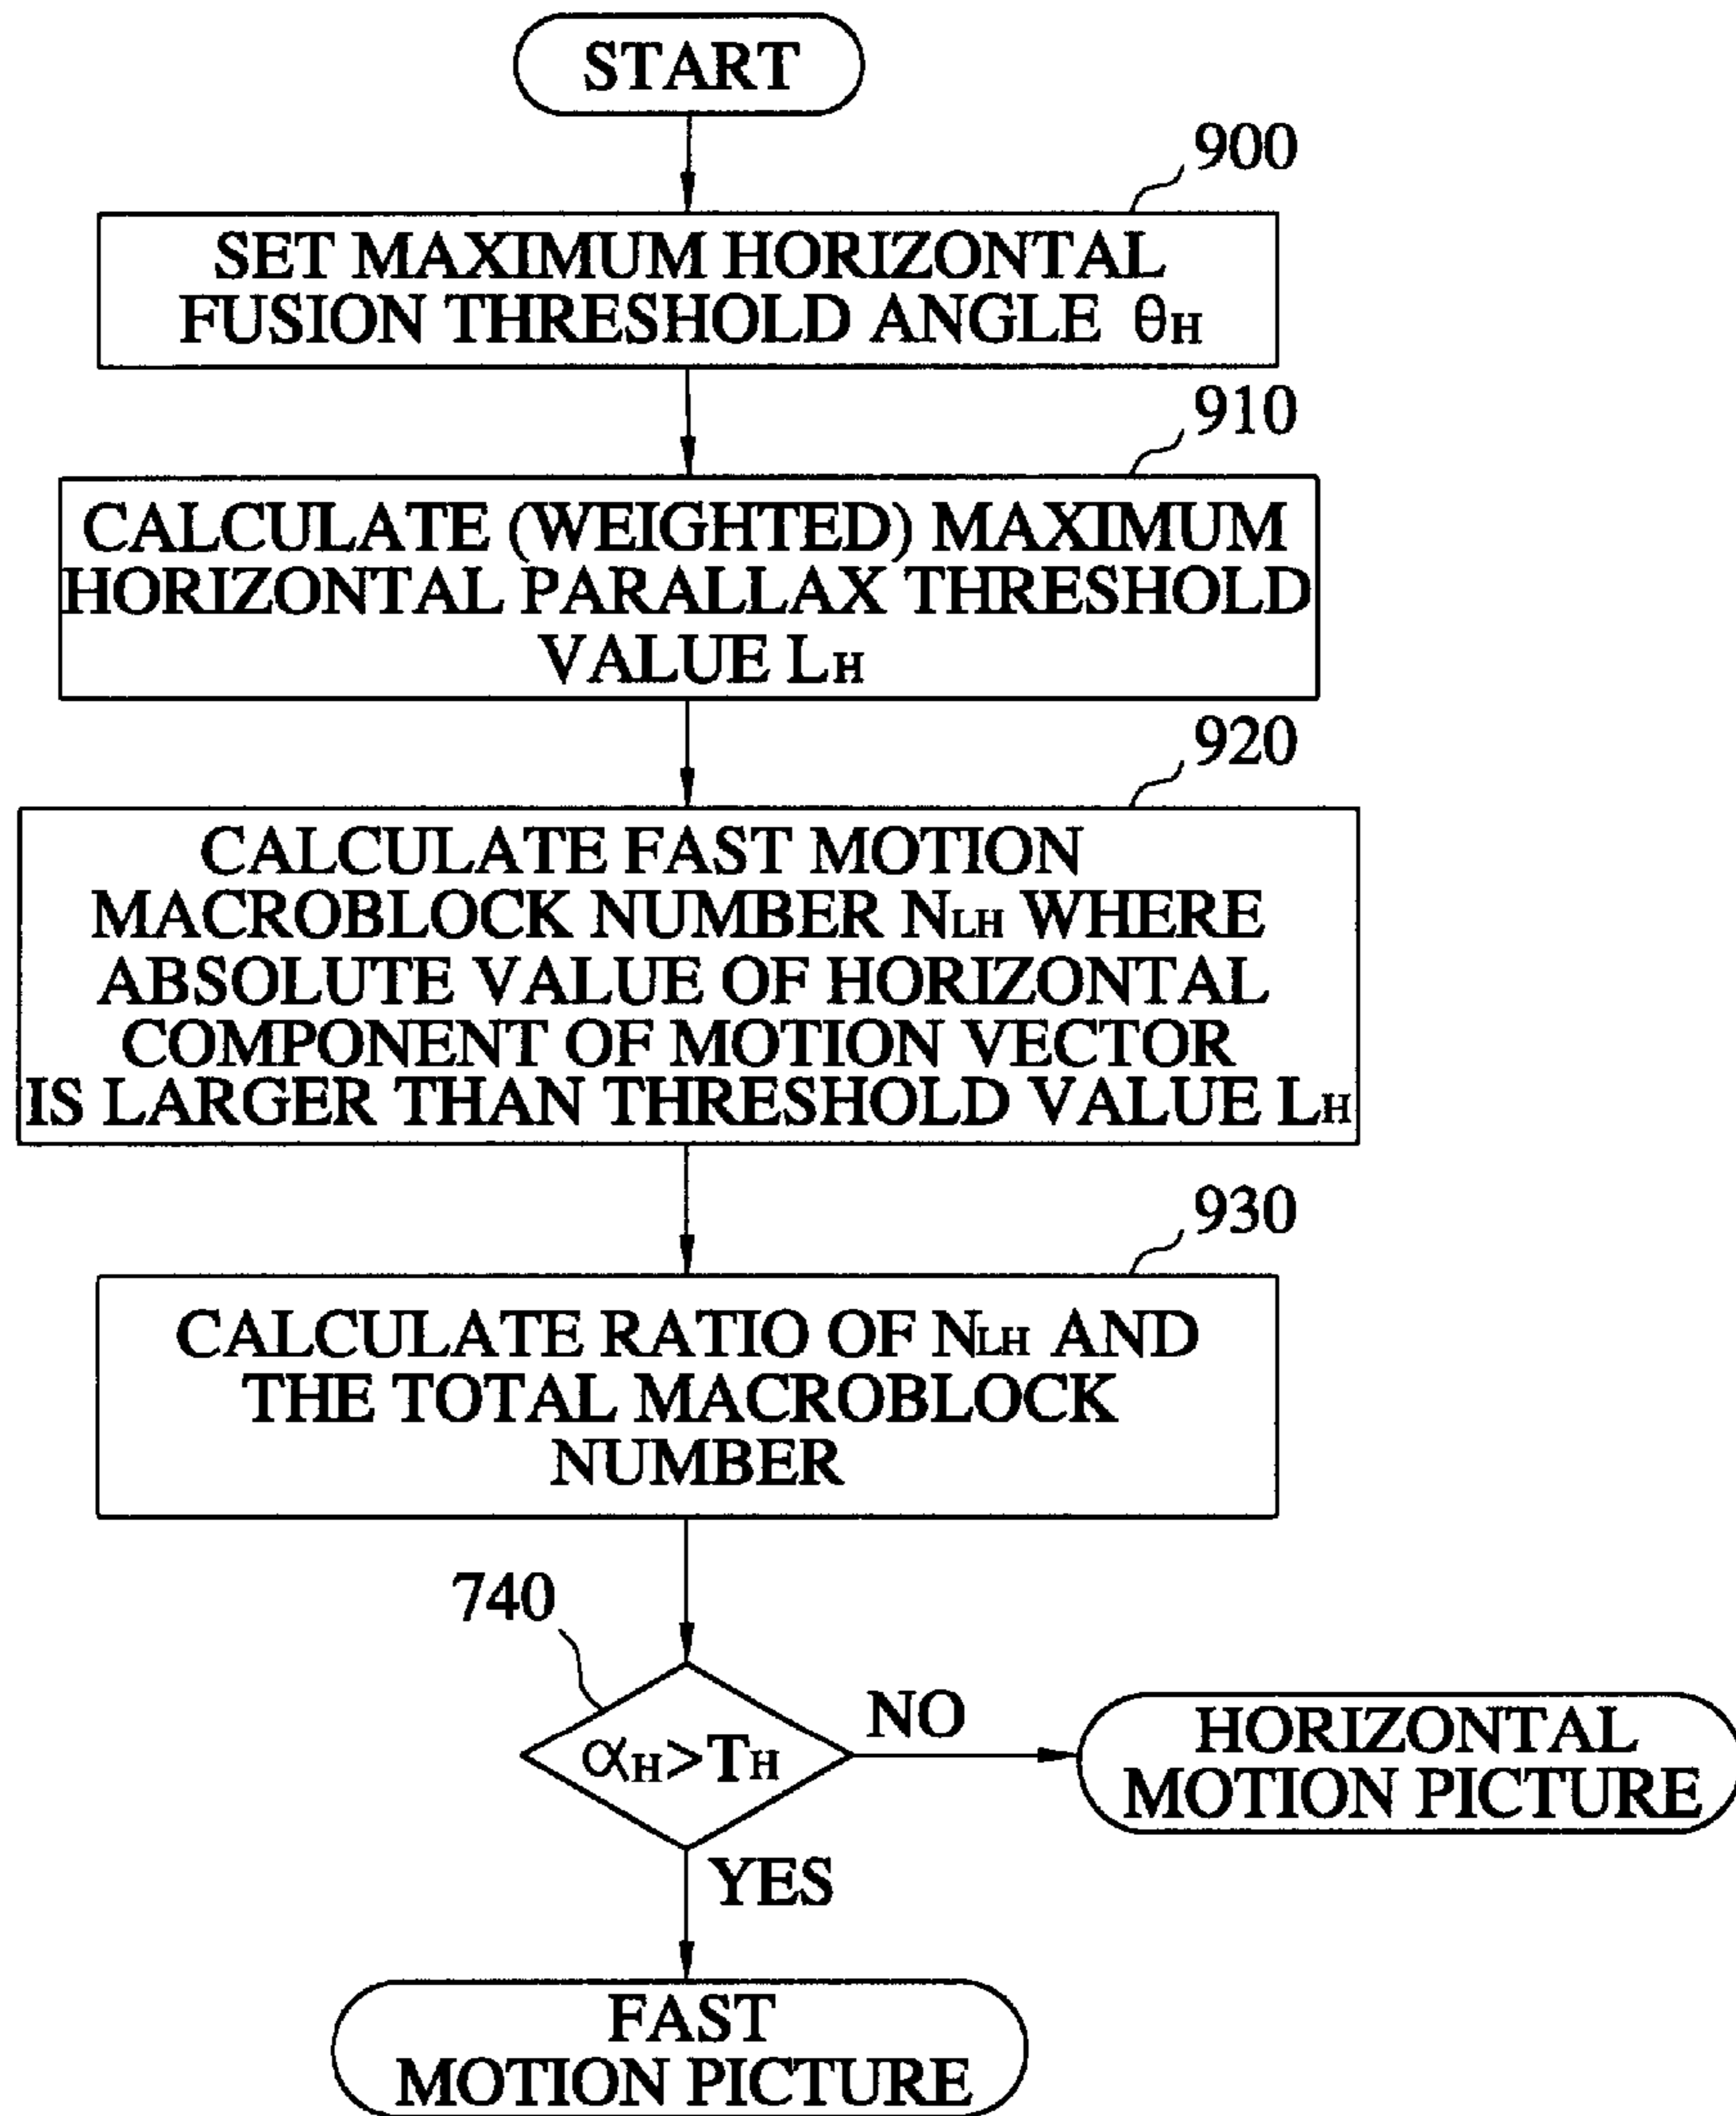 START
900
SET MAXIMUM HORIZONTAL
FUSION THRESHOLD ANGLE θH
910
CALCULATE (WEIGHTED) MAXIMUM
HORIZONTAL PARALLAX THRESHOLD
VALUE LH
920
CALCULATE FAST MOTION
MACROBLOCK NUMBER NLH WHERE
ABSOLUTE VALUE OF HORIZONTAL
COMPONENT OF MOTION VECTOR
IS LARGER THAN THRESHOLD VALUE LH
930
CALCULATE RATIO OF NLH AND
THE TOTAL MACROBLOCK
NUMBER
740
αH>TH
NO
HORIZONTAL
MOTION PICTURE
YES
FAST
MOTION PICTURE